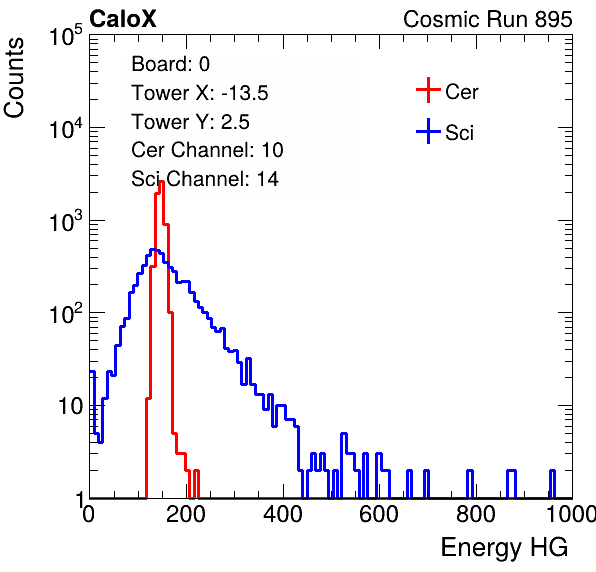 CaloX
Cosmic Run 895
Counts
Board: 0
Tower X: -13.5
Tower Y: 2.5
Cer Channel: 10
Sci Channel: 14
Cer
Sci
10^5
10^4
10^3
10^2
10
1
0 200 400 600 800 1000
Energy HG